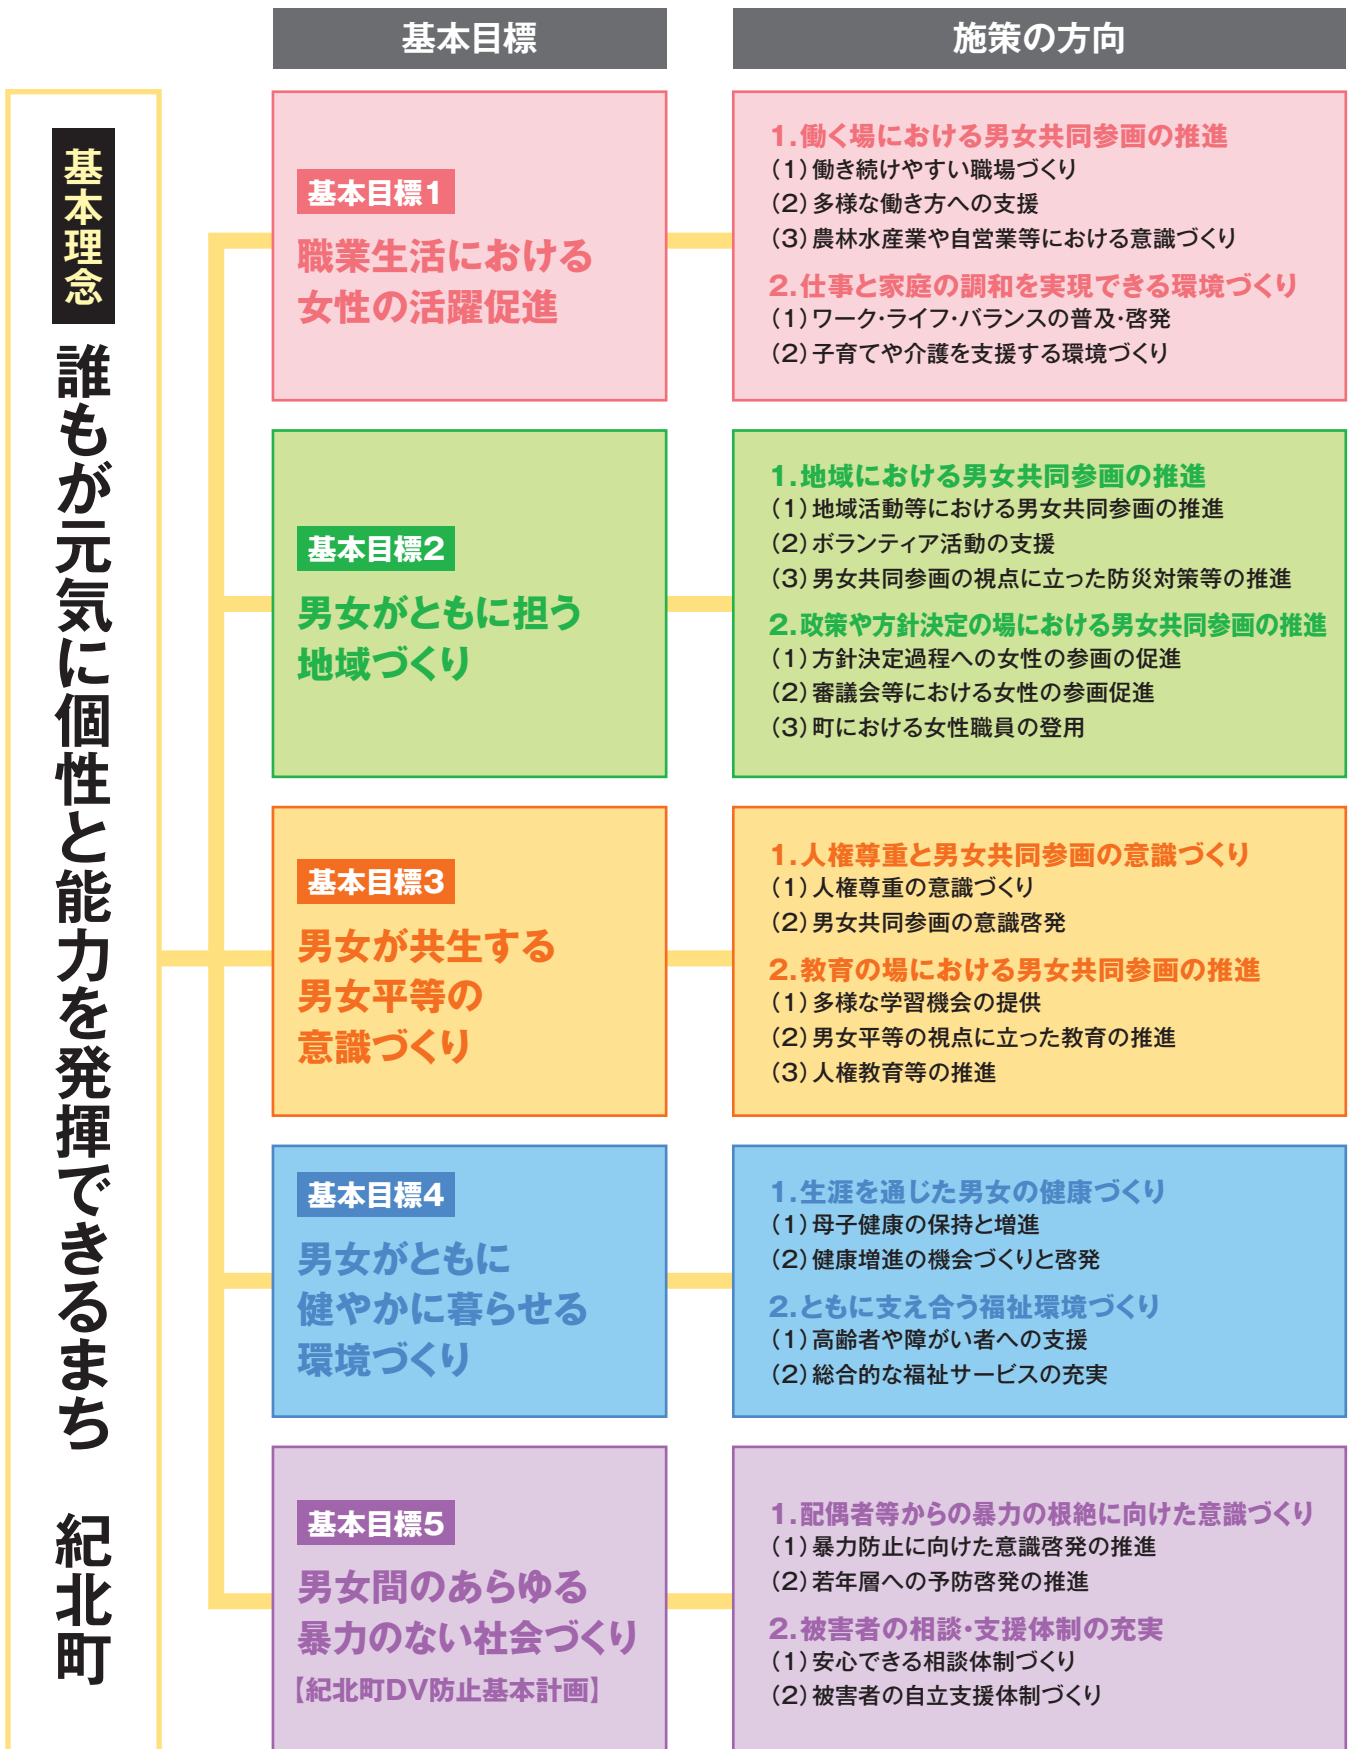 基本目標
施策の方向
基本理念
誰もが元気に個性と能力を発揮できるまち　紀北町
基本目標1
職業生活における
女性の活躍促進
1.働く場における男女共同参画の推進
(1)働き続けやすい職場づくり
(2)多様な働き方への支援
(3)農林水産業や自営業等における意識づくり
2.仕事と家庭の調和を実現できる環境づくり
(1)ワーク・ライフ・バランスの普及・啓発
(2)子育てや介護を支援する環境づくり
基本目標2
男女がともに担う
地域づくり
1.地域における男女共同参画の推進
(1)地域活動等における男女共同参画の推進
(2)ボランティア活動の支援
(3)男女共同参画の視点に立った防災対策等の推進
2.政策や方針決定の場における男女共同参画の推進
(1)方針決定過程への女性の参画の促進
(2)審議会等における女性の参画促進
(3)町における女性職員の登用
基本目標3
男女が共生する
男女平等の
意識づくり
1.人権尊重と男女共同参画の意識づくり
(1)人権尊重の意識づくり
(2)男女共同参画の意識啓発
2.教育の場における男女共同参画の推進
(1)多様な学習機会の提供
(2)男女平等の視点に立った教育の推進
(3)人権教育等の推進
基本目標4
男女がともに
健やかに暮らせる
環境づくり
1.生涯を通じた男女の健康づくり
(1)母子健康の保持と増進
(2)健康増進の機会づくりと啓発
2.ともに支え合う福祉環境づくり
(1)高齢者や障がい者への支援
(2)総合的な福祉サービスの充実
基本目標5
男女間のあらゆる
暴力のない社会づくり
【紀北町DV防止基本計画】
1.配偶者等からの暴力の根絶に向けた意識づくり
(1)暴力防止に向けた意識啓発の推進
(2)若年層への予防啓発の推進
2.被害者の相談・支援体制の充実
(1)安心できる相談体制づくり
(2)被害者の自立支援体制づくり